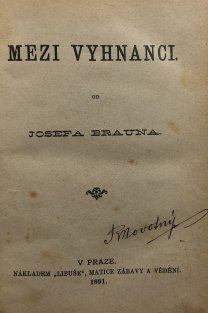 MEZI VYHNANCI.
OD
JOSEFA BRAUNA.
V PRAZE.
NÁKLADEM „LIBUŠE“, MATICE ZÁBAVY A VĚDĚNÍ.
1891.